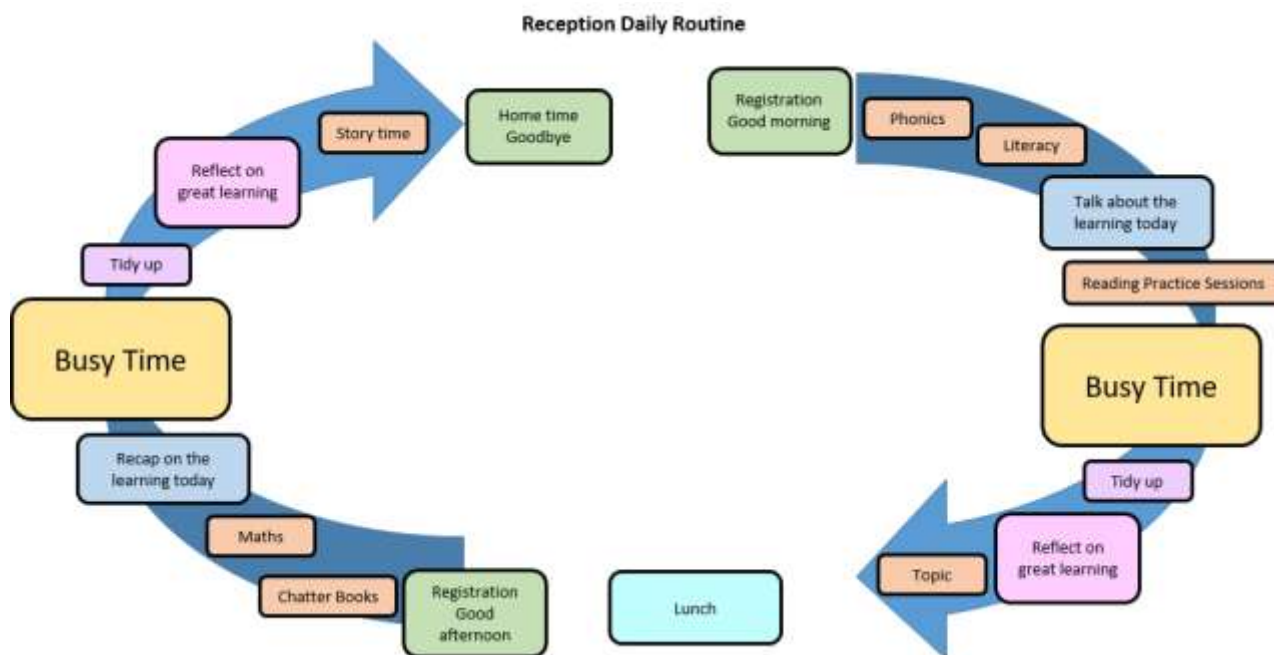 Reception Daily Routine
Registration
Good morning
Phonics
Literacy
Talk about the
learning today
Reading Practice Sessions
Busy Time
Tidy up
Reflect on
great learning
Topic
Lunch
Registration
Good
afternoon
Chatter Books
Maths
Recap on the
learning today
Busy Time
Tidy up
Reflect on
great learning
Story time
Home time
Goodbye